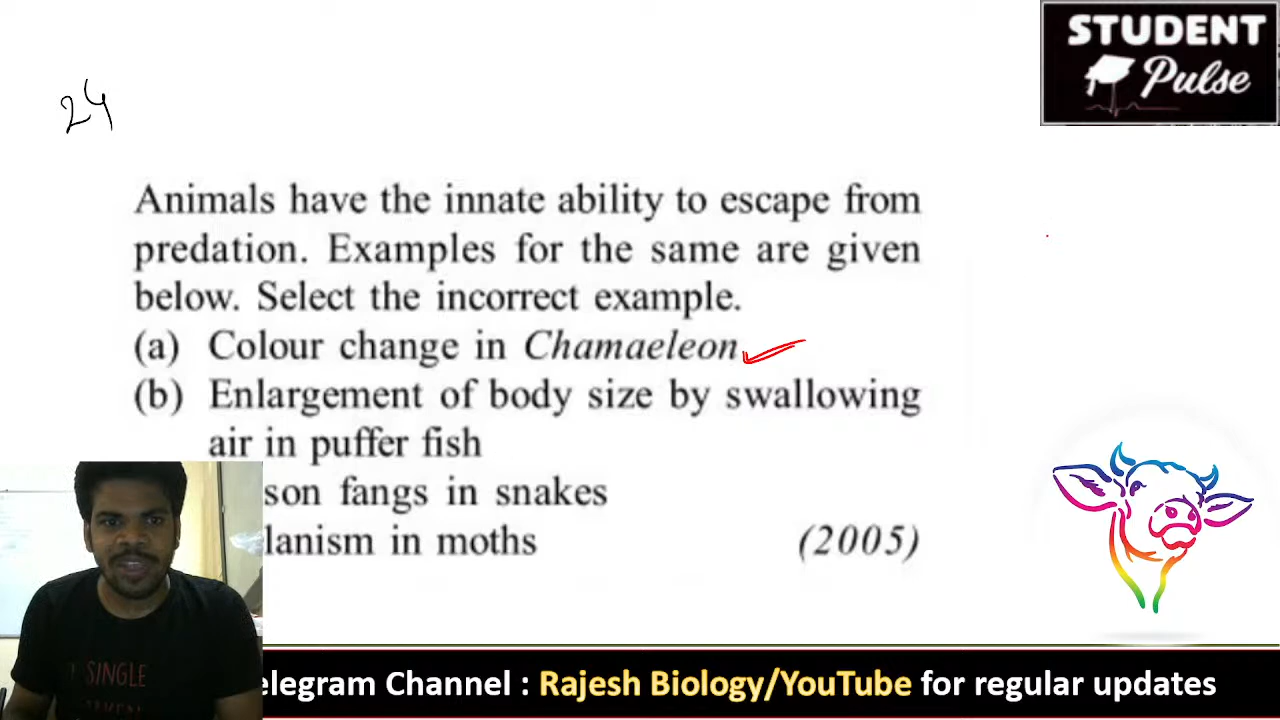 STUDENT
Pulse
24
Animals have the innate ability to escape from
predation. Examples for the same are given
below. Select the incorrect example.
(a) Colour change in Chamaeleon
(b) Enlargement of body size by swallowing
air in puffer fish
son fangs in snakes
lanism in moths (2005)
SINGLE
elegram Channel : Rajesh Biology/YouTube for regular updates